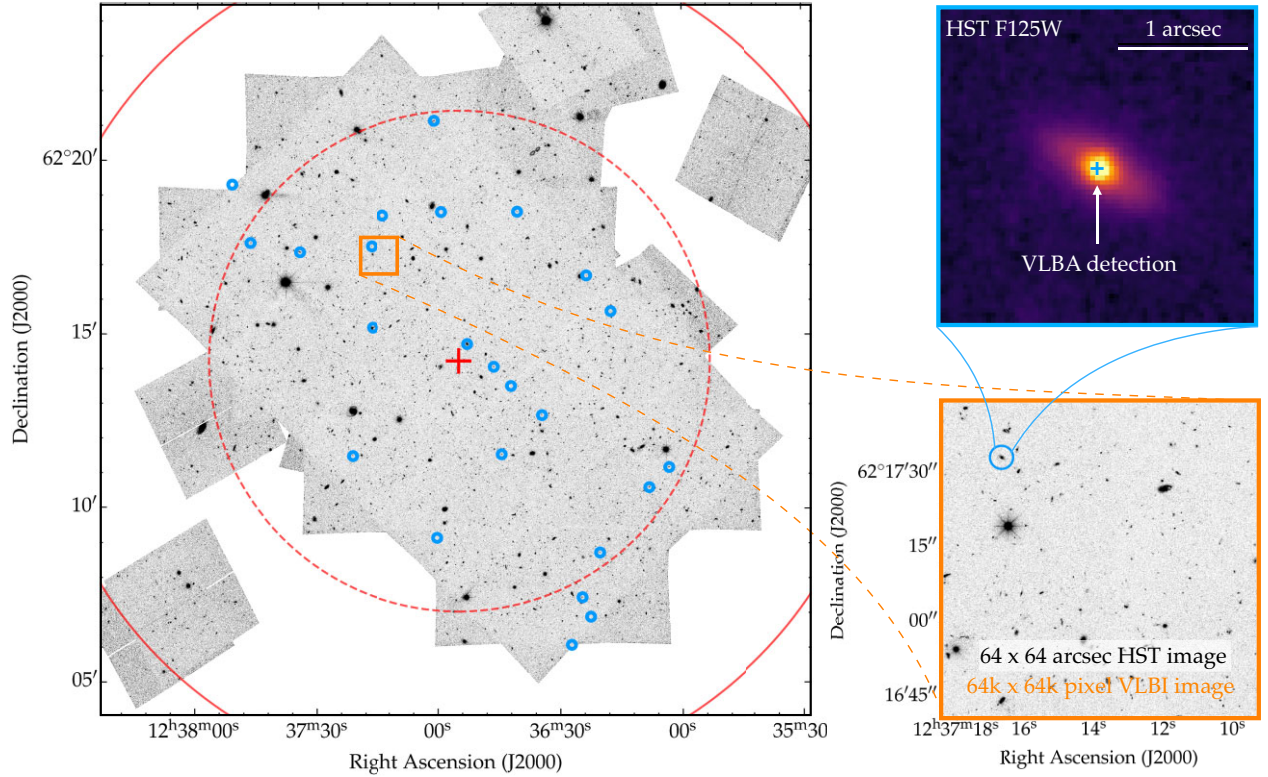 62°20′
15′
10′
05′
Declination (J2000)
12ʰ38ᵐ00ˢ
37ᵐ30ˢ
00ˢ
36ᵐ30ˢ
00ˢ
35ᵐ30
Right Ascension (J2000)
HST F125W
1 arcsec
VLBA detection
62°17′30″
15″
00″
16′45″
Declination (J2000)
64 x 64 arcsec HST image
64k x 64k pixel VLBI image
12ʰ37ᵐ18ˢ
16ˢ
14ˢ
12ˢ
10ˢ
Right Ascension (J2000)